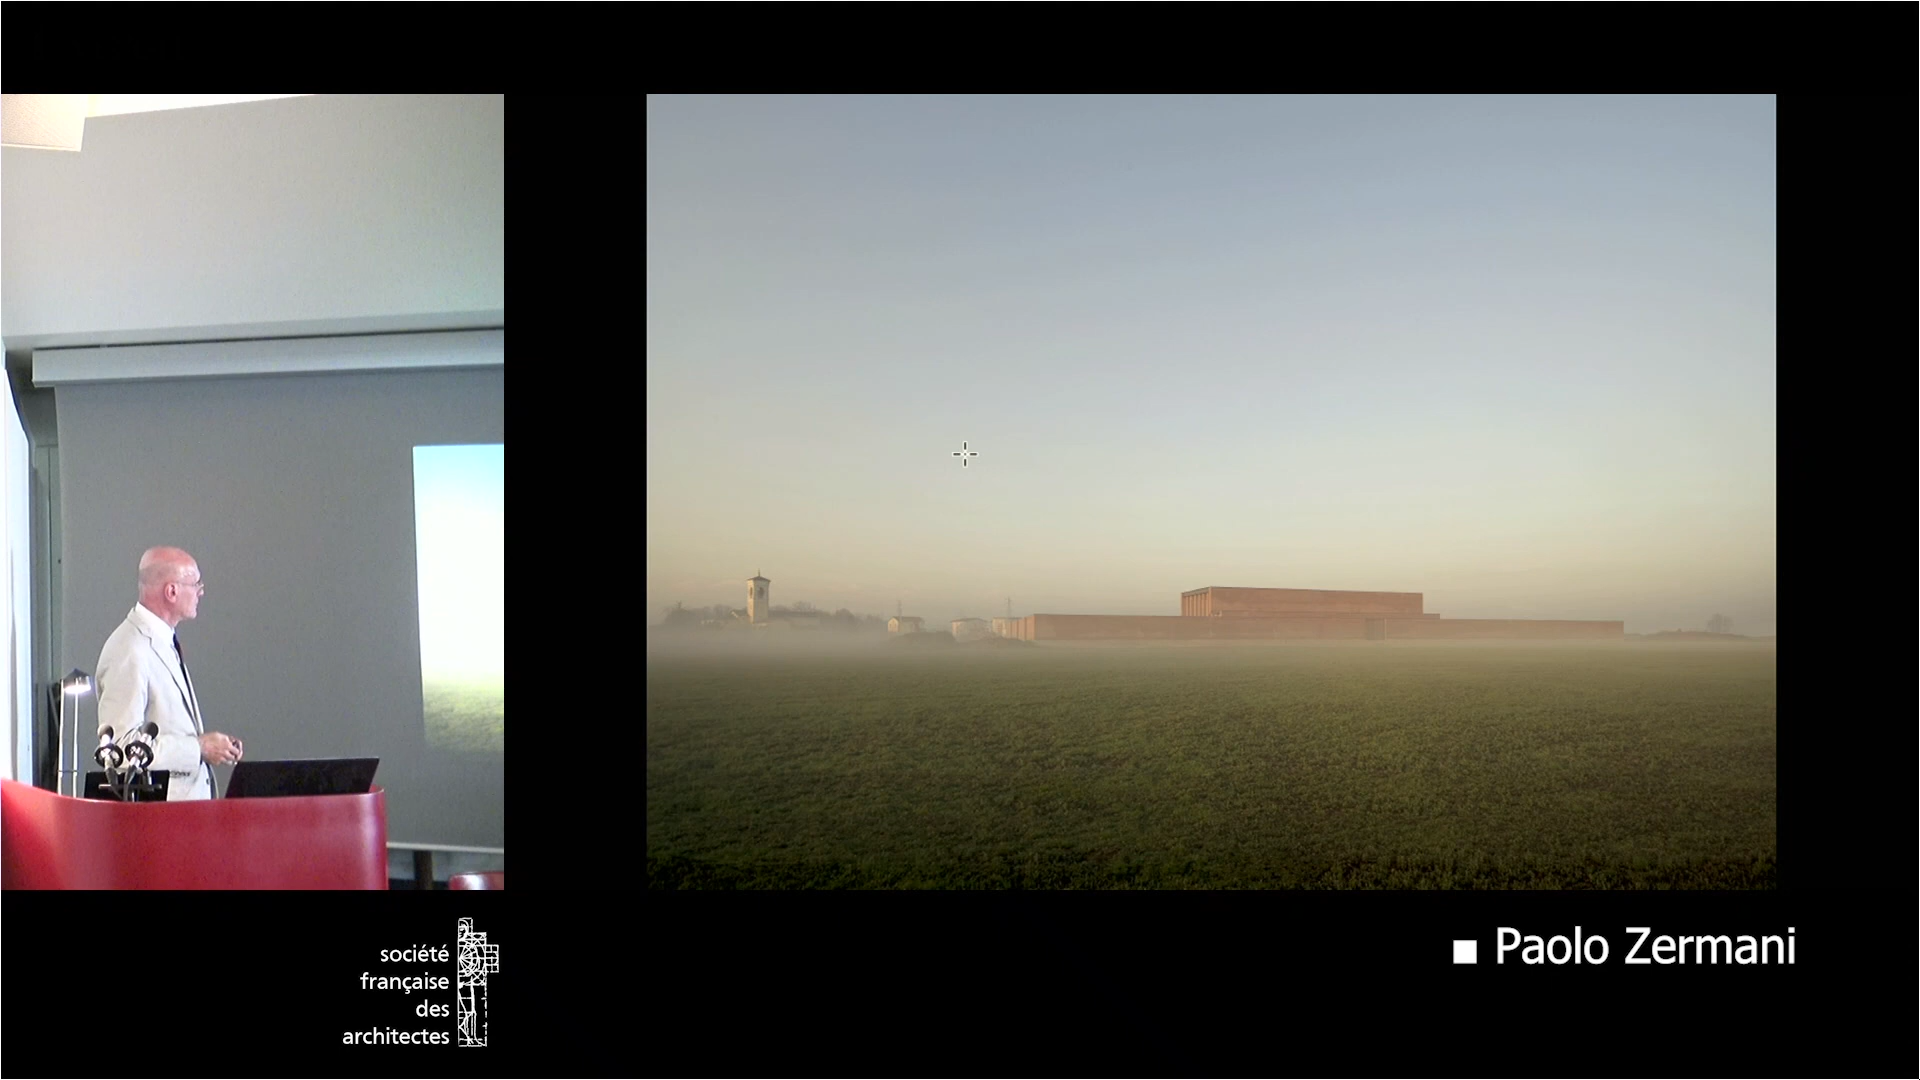 société
française
des
architectes
Paolo Zermani